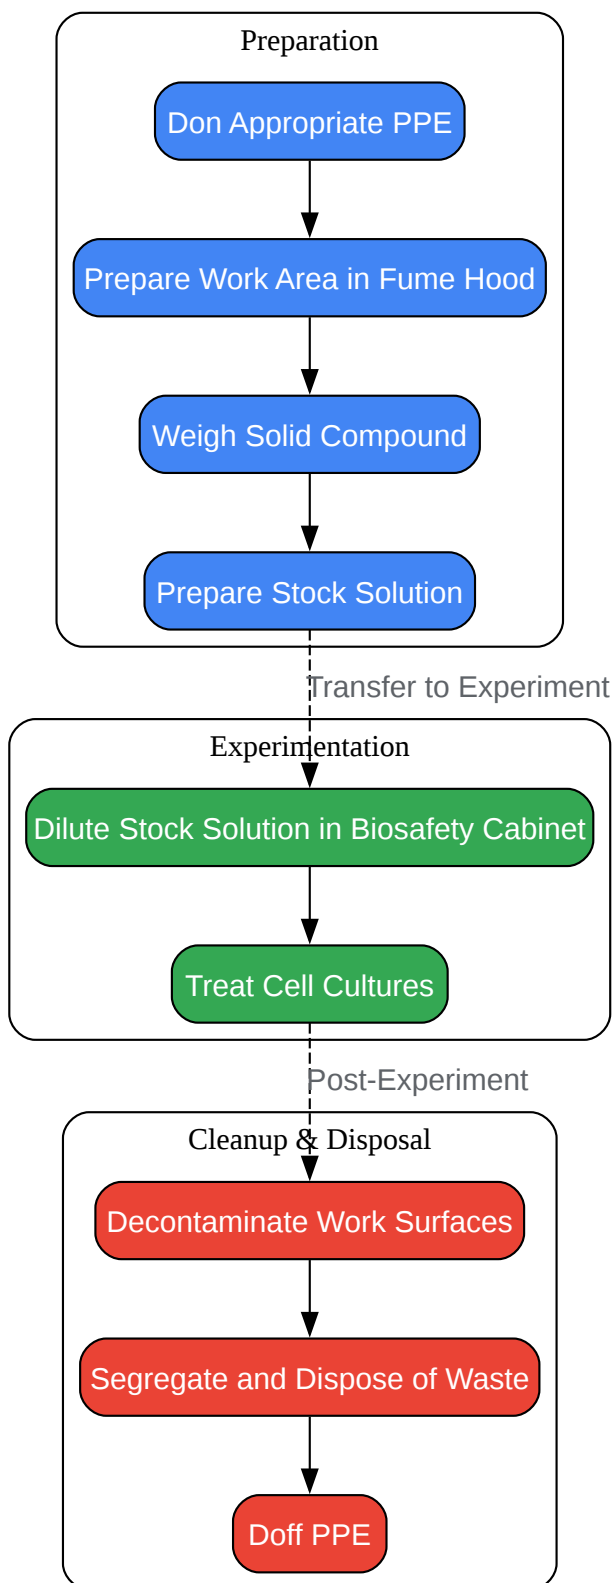 Preparation
Don Appropriate PPE
Prepare Work Area in Fume Hood
Weigh Solid Compound
Prepare Stock Solution
Transfer to Experiment
Experimentation
Dilute Stock Solution in Biosafety Cabinet
Treat Cell Cultures
Post-Experiment
Cleanup & Disposal
Decontaminate Work Surfaces
Segregate and Dispose of Waste
Doff PPE